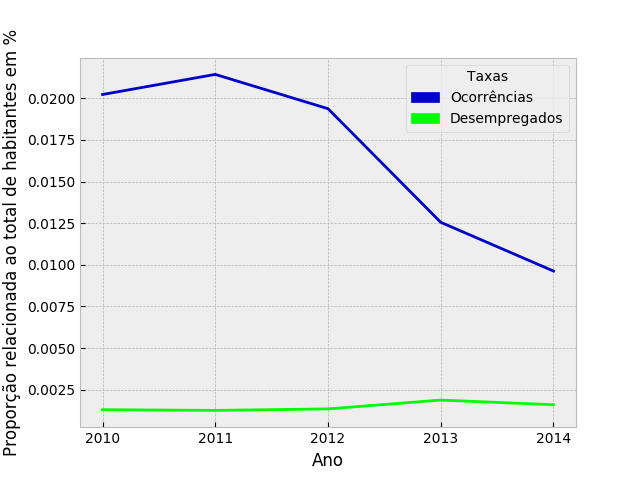 Proporção relacionada ao total de habitantes em %
Taxas
Ocorrências
Desempregados
0.0200
0.0175
0.0150
0.0125
0.0100
0.0075
0.0050
0.0025
2010 2011 2012 2013 2014
Ano